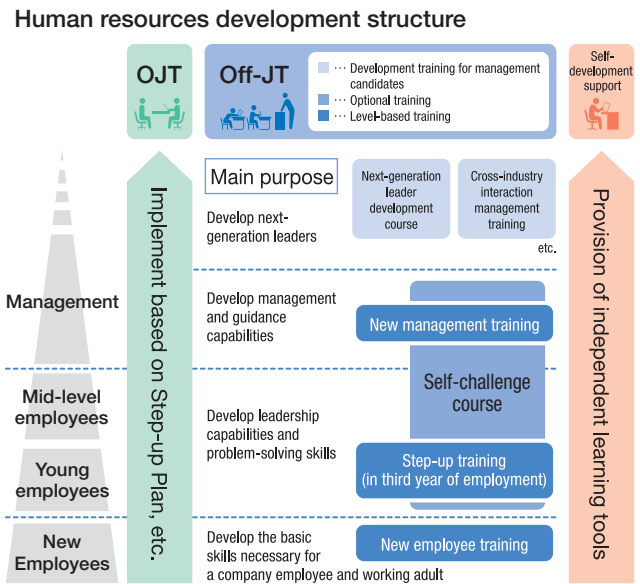 Human resources development structure
OJT
Off-JT
··· Development training for management
candidates
··· Optional training
··· Level-based training
Self-
development
support
Main purpose
Implement based on Step-up Plan, etc.
Provision of independent learning tools
Develop next-
generation leaders
Next-generation
leader
development
course
Cross-industry
interaction
management
training
etc.
Management
Develop management
and guidance
capabilities
New management training
Mid-level
employees
Self-challenge
course
Develop leadership
capabilities and
problem-solving skills
Young
employees
Step-up training
(in third year of employment)
New
Employees
Develop the basic
skills necessary for
a company employee and working adult
New employee training